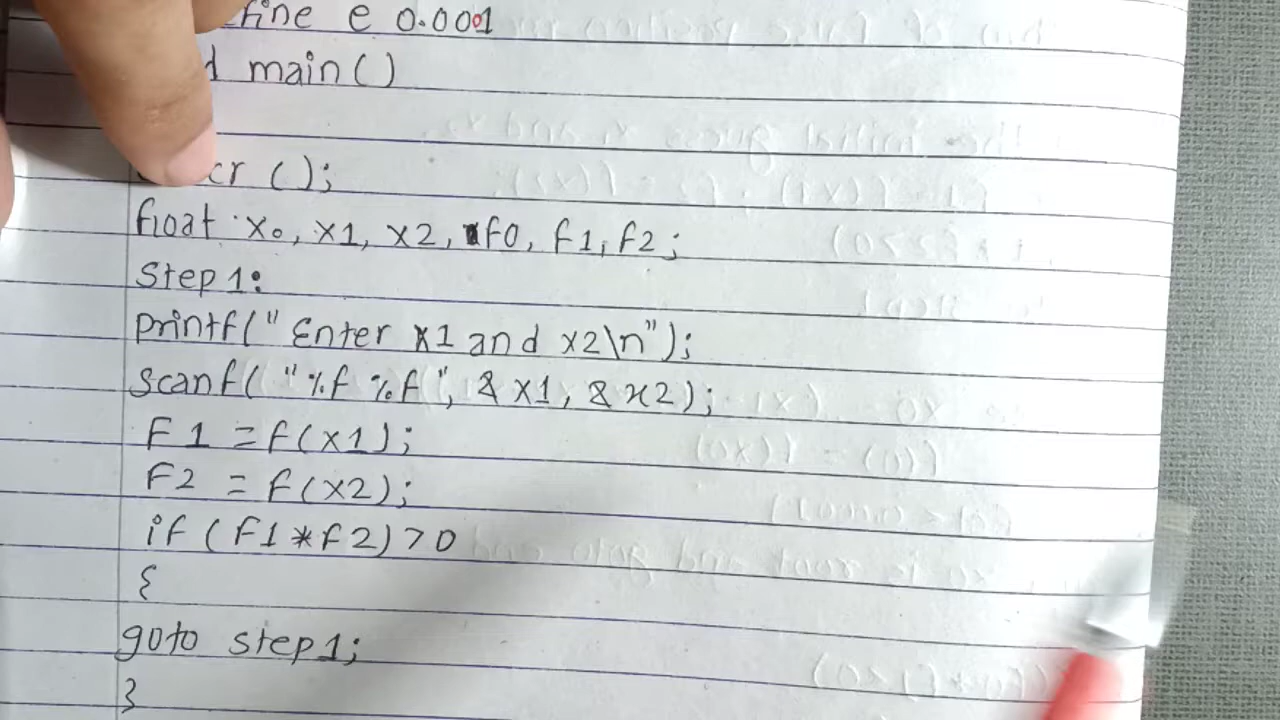 fine e 0.001
d main()
cr ();
float x0, x1, x2, f0, f1, f2;
Step 1:
printf(" Enter x1 and x2\n");
scanf( "%f %f", &x1, &x2);
F1 = f(x1);
F2 = f(x2);
if (f1*f2)>0
{
goto step1;
}